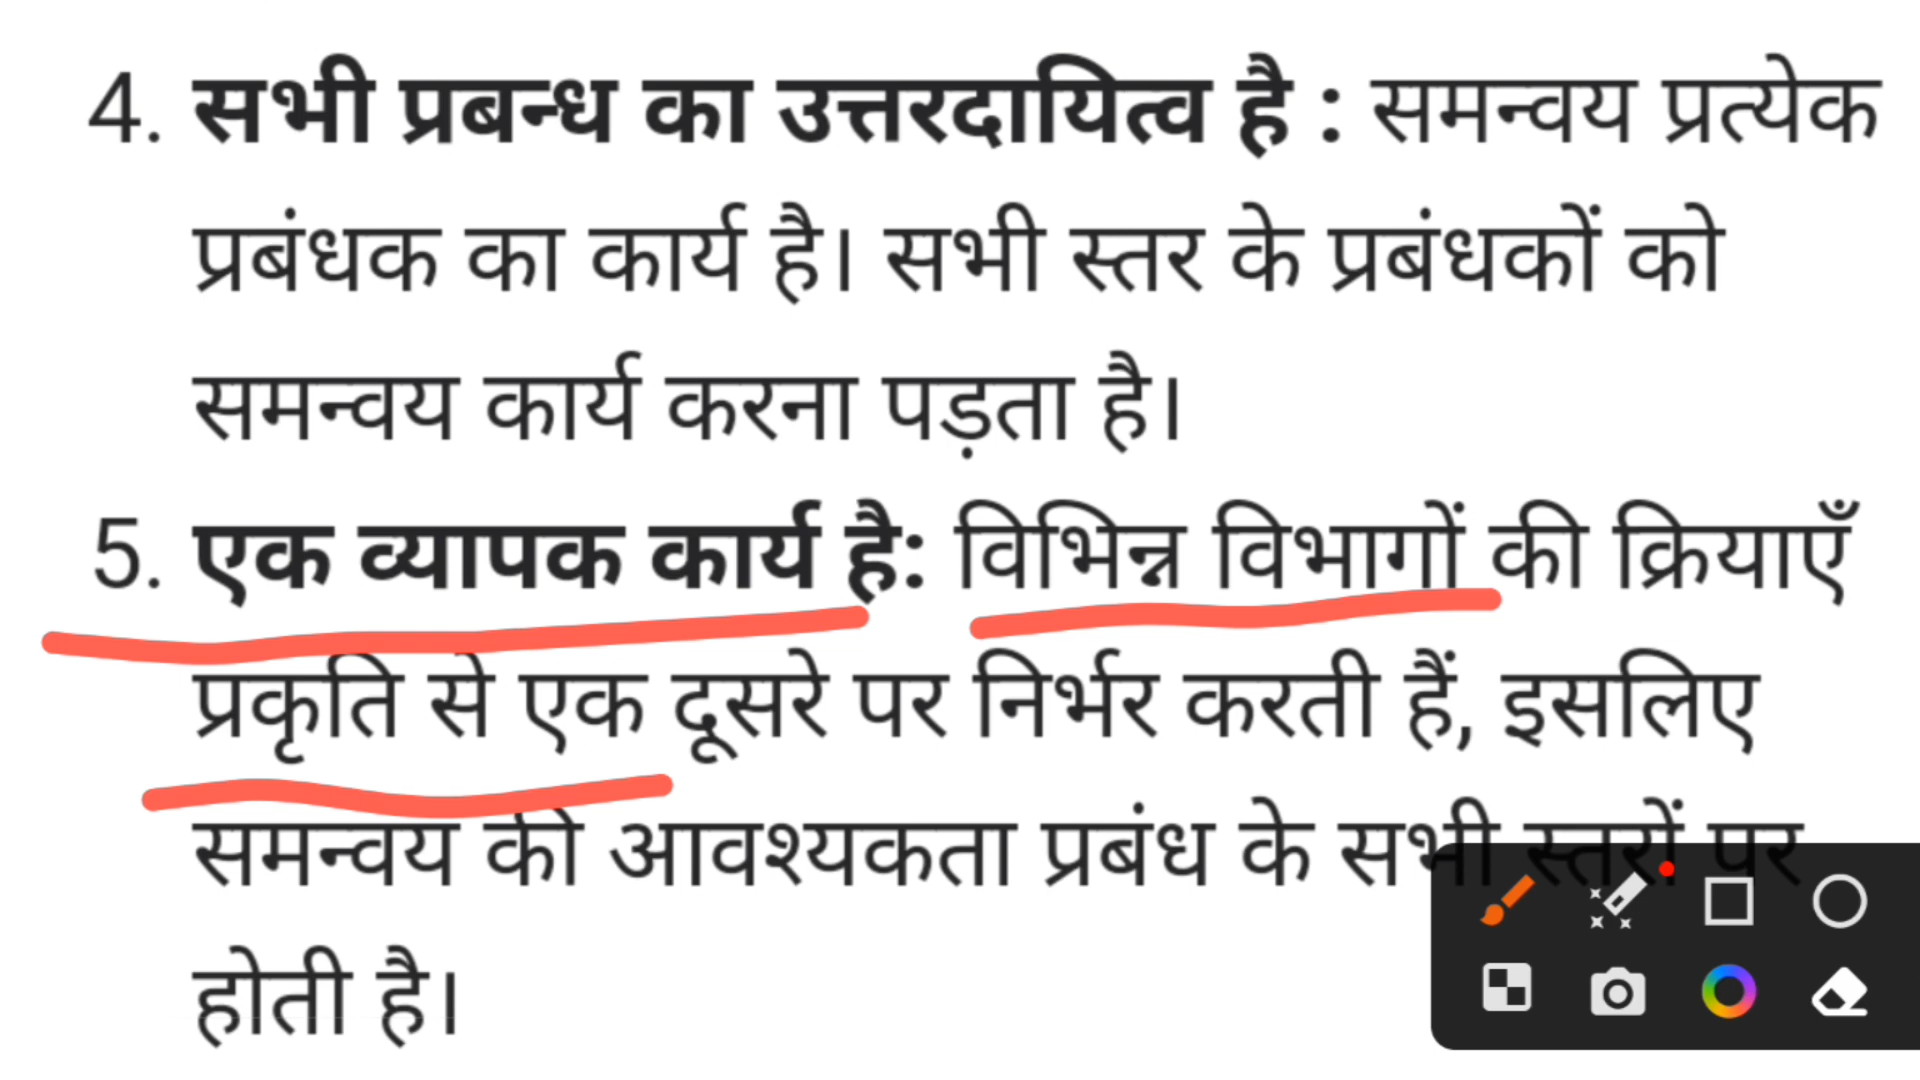 4. सभी प्रबन्ध का उत्तरदायित्व है : समन्वय प्रत्येक
प्रबंधक का कार्य है। सभी स्तर के प्रबंधकों को
समन्वय कार्य करना पड़ता है।
5. एक व्यापक कार्य है: विभिन्न विभागों की क्रियाएँ
प्रकृति से एक दूसरे पर निर्भर करती हैं, इसलिए
समन्वय की आवश्यकता प्रबंध के सभी स्तरों पर
होती है।